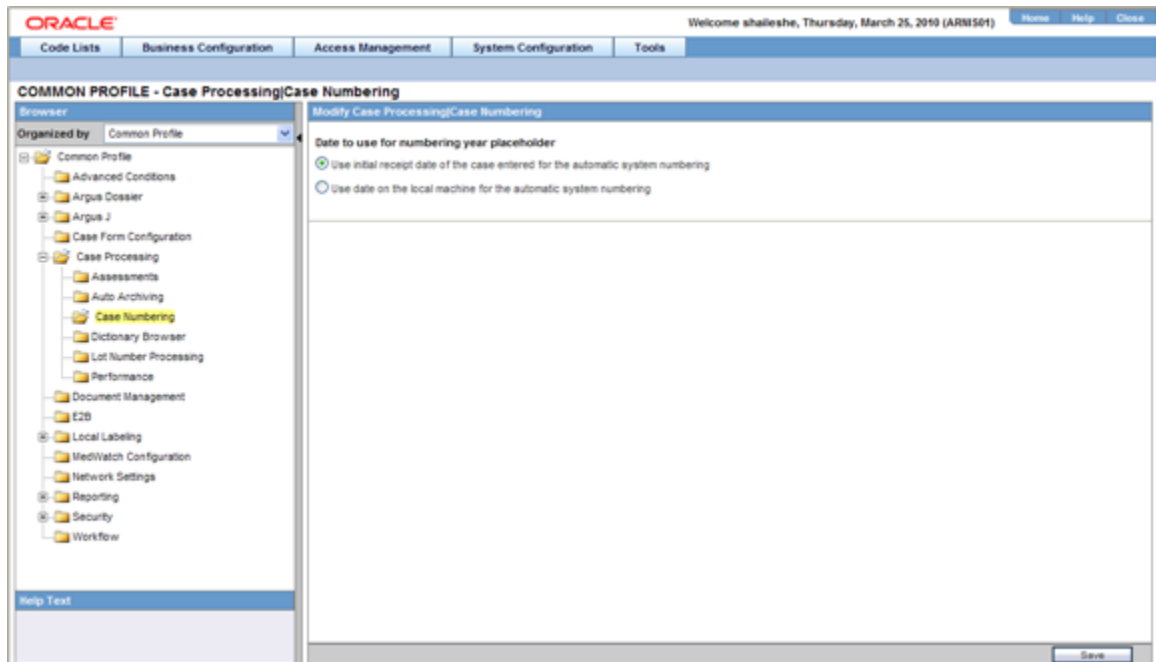 ORACLE
Welcome shaileshe, Thursday, March 25, 2010 (ARMIS01)
Home Help Close
Code Lists Business Configuration Access Management System Configuration Tools
COMMON PROFILE - Case Processing|Case Numbering
Browser
Organized by Common Profile
Common Profile
Advanced Conditions
Argus Dossier
Argus J
Case Form Configuration
Case Processing
Assessments
Auto Archiving
Case Numbering
Dictionary Browser
Lot Number Processing
Performance
Document Management
E2B
Local Labeling
MedWatch Configuration
Network Settings
Reporting
Security
Workflow
Help Text
Modify Case Processing|Case Numbering
Date to use for numbering year placeholder
Use initial receipt date of the case entered for the automatic system numbering
Use date on the local machine for the automatic system numbering
Save